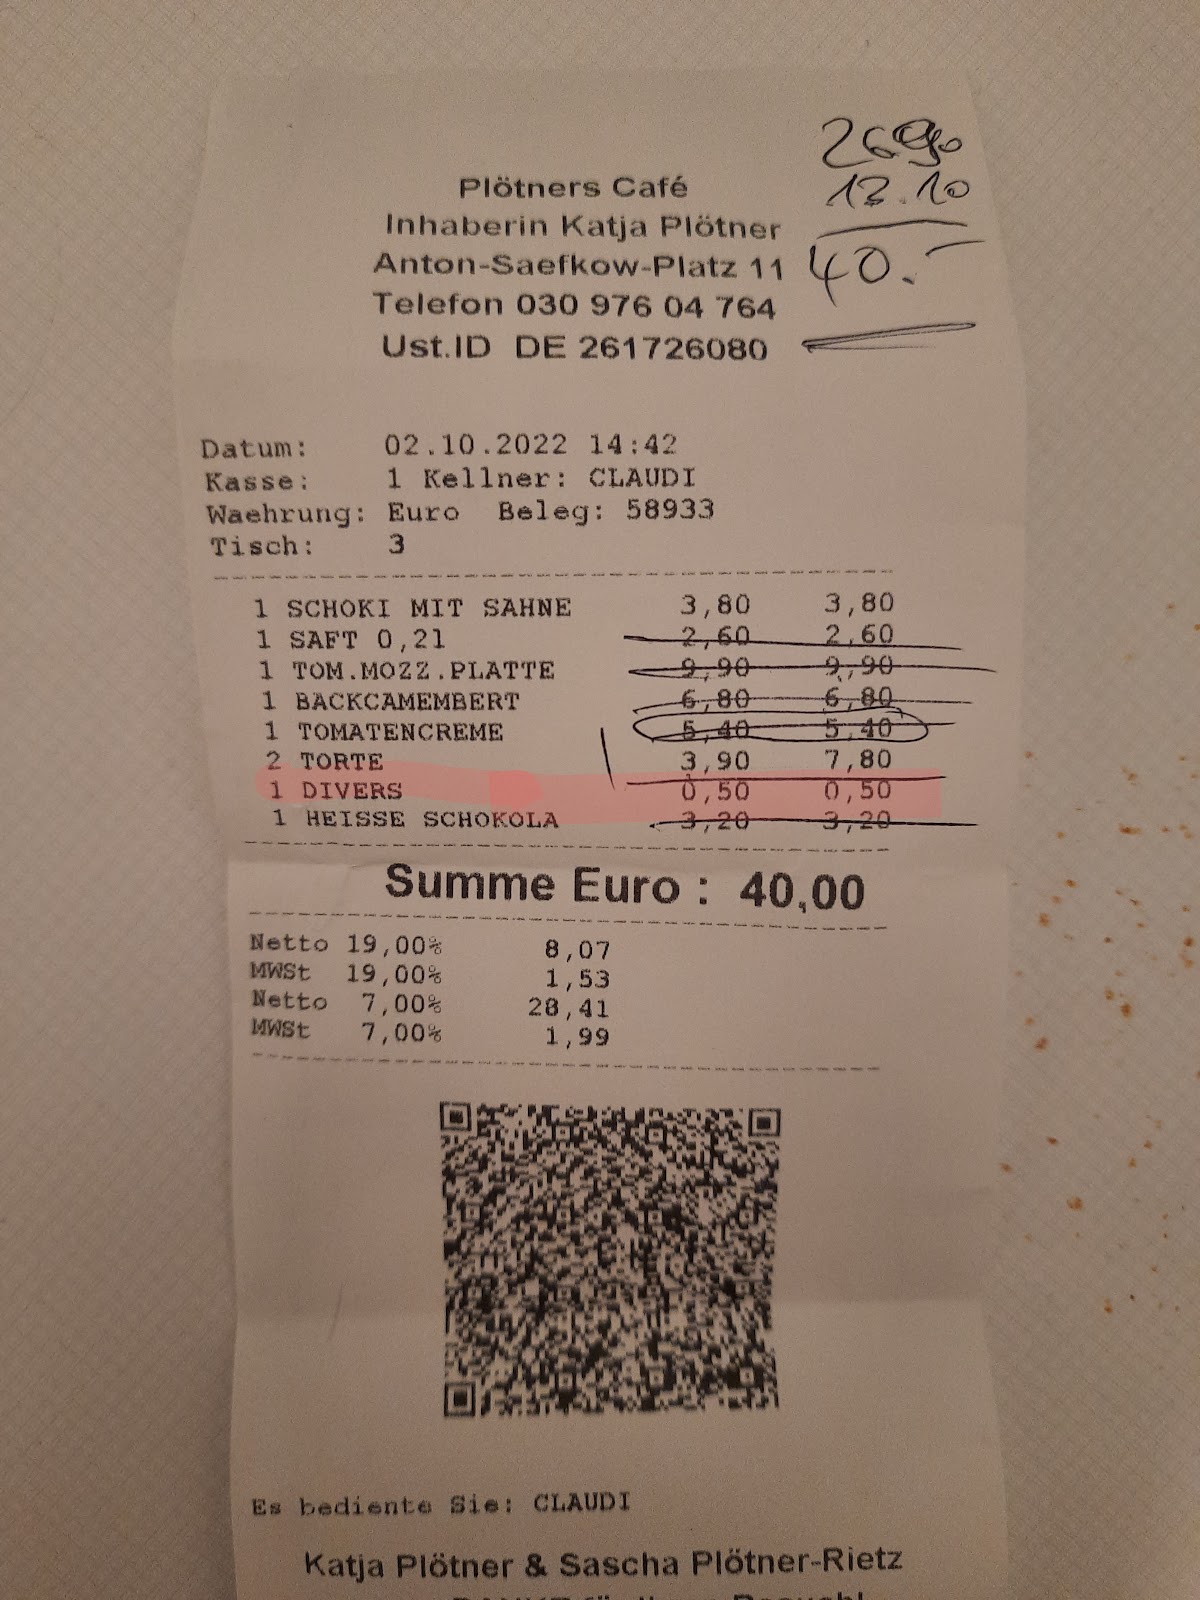 26,90
13.10
40.-
Plötners Café
Inhaberin Katja Plötner
Anton-Saefkow-Platz 11
Telefon 030 976 04 764
Ust.ID DE 261726080
Datum: 02.10.2022 14:42
Kasse: 1 Kellner: CLAUDI
Waehrung: Euro Beleg: 58933
Tisch: 3
1 SCHOKI MIT SAHNE 3,80 3,80
1 SAFT 0,2l 2,60 2,60
1 TOM.MOZZ.PLATTE 9,90 9,90
1 BACKCAMEMBERT 6,80 6,80
1 TOMATENCREME 5,40 5,40
2 TORTE 3,90 7,80
1 DIVERS 0,50 0,50
1 HEISSE SCHOKOLA 3,20 3,20
Summe Euro : 40,00
Netto 19,00% 8,07
MWSt 19,00% 1,53
Netto 7,00% 28,41
MWSt 7,00% 1,99
Es bediente Sie: CLAUDI
Katja Plötner & Sascha Plötner-Rietz